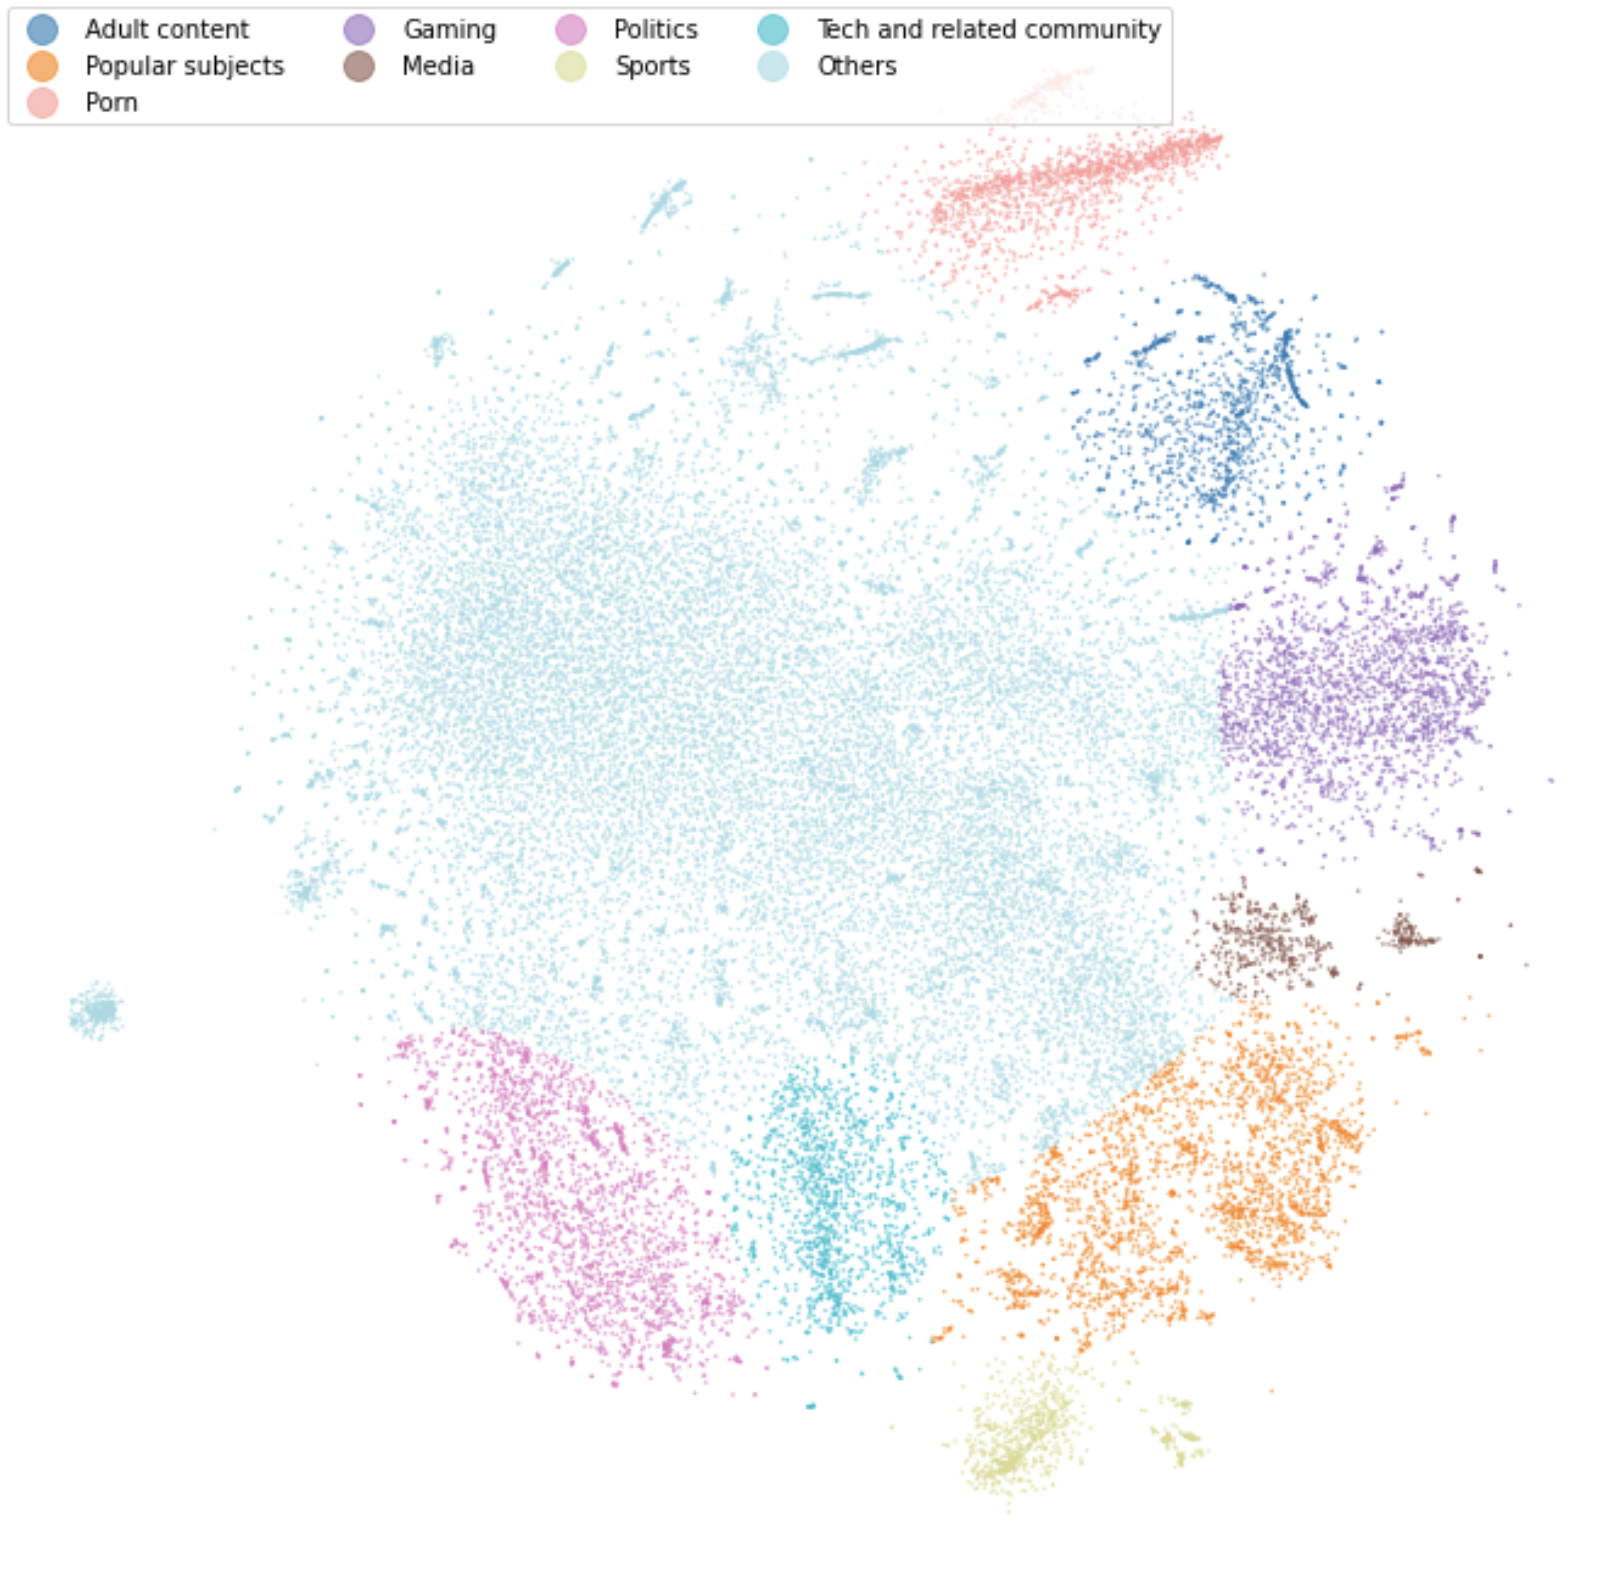 Adult content Gaming Politics Tech and related community
Popular subjects Media Sports Others
Porn